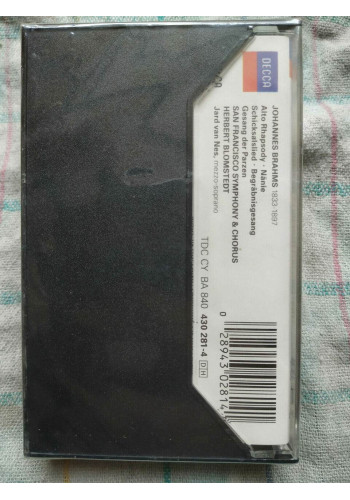 DECCA
JOHANNES BRAHMS 1833-1897
Alto Rhapsody · Nänie
Schicksalslied · Begräbnisgesang
Gesang der Parzen
SAN FRANCISCO SYMPHONY & CHORUS
HERBERT BLOMSTEDT
Jard van Nes, mezzo-soprano
TDC CY BA 840 430 281-4 DH
0 28943 02814